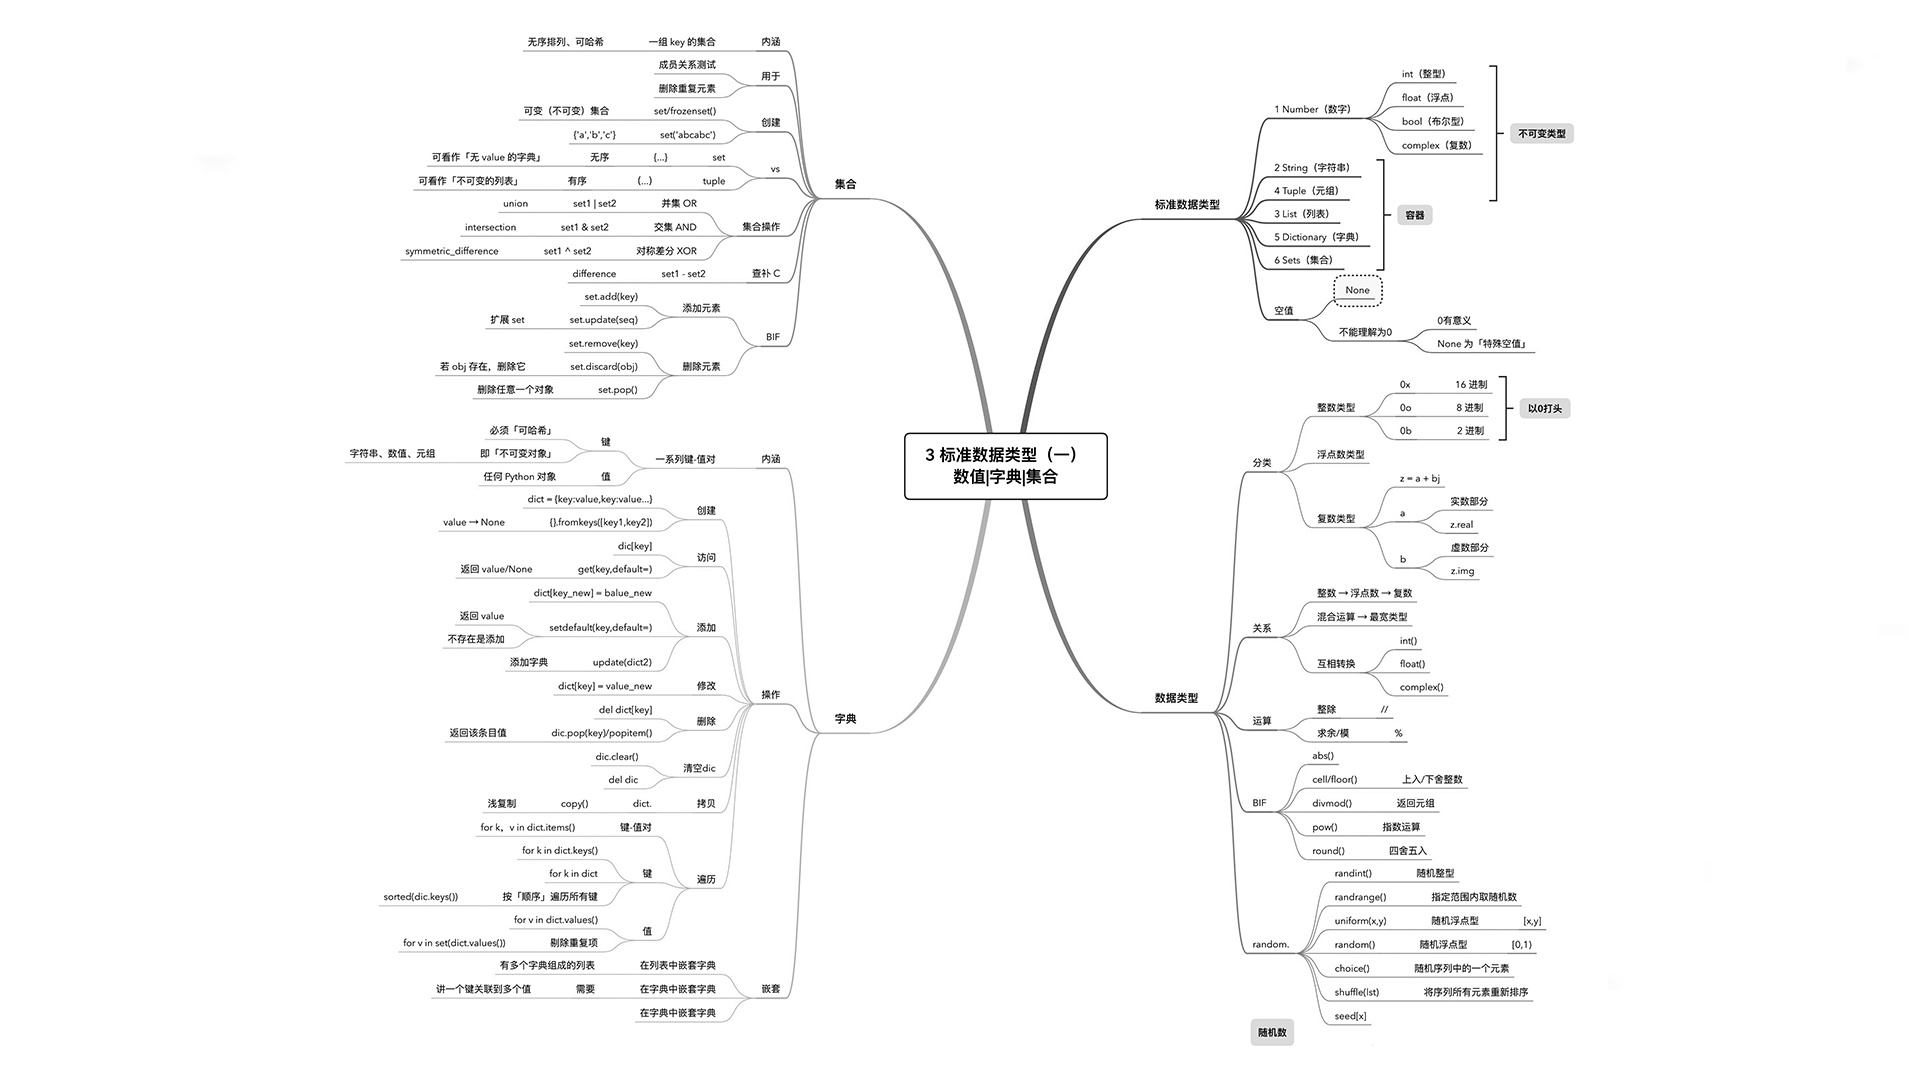 3 标准数据类型（一）
数值|字典|集合
标准数据类型
1 Number（数字）
int（整型）
float（浮点）
bool（布尔型）
complex（复数）
不可变类型
2 String（字符串）
4 Tuple（元组）
3 List（列表）
5 Dictionary（字典）
6 Sets（集合）
容器
空值
None
不能理解为0
0有意义
None 为「特殊空值」
数据类型
分类
整数类型
0x 16 进制
0o 8 进制
0b 2 进制
以0打头
浮点数类型
复数类型
z = a + bj
a
实数部分
z.real
b
虚数部分
z.img
关系
整数 → 浮点数 → 复数
混合运算 → 最宽类型
互相转换
int()
float()
complex()
运算
整除 //
求余/模 %
BIF
abs()
cell/floor() 上入/下舍整数
divmod() 返回元组
pow() 指数运算
round() 四舍五入
random.
randint() 随机整型
randrange() 指定范围内取随机数
uniform(x,y) 随机浮点型 [x,y]
random() 随机浮点型 [0,1)
choice() 随机序列中的一个元素
shuffle(lst) 将序列所有元素重新排序
seed[x]
随机数
集合
无序排列、可哈希 一组 key 的集合 内涵
用于
成员关系测试
删除重复元素
创建
可变（不可变）集合 set/frozenset()
{'a','b','c'} set('abcabc')
vs
可看作「无 value 的字典」 无序 {...} set
可看作「不可变的列表」 有序 (...) tuple
集合操作
union set1 | set2 并集 OR
intersection set1 & set2 交集 AND
symmetric_difference set1 ^ set2 对称差分 XOR
difference set1 - set2 查补 C
BIF
添加元素
set.add(key)
扩展 set set.update(seq)
删除元素
set.remove(key)
若 obj 存在，删除它 set.discard(obj)
删除任意一个对象 set.pop()
字典
一系列键-值对 内涵
键
必须「可哈希」
字符串、数值、元组 即「不可变对象」
任何 Python 对象 值
操作
创建
dict = {key:value,key:value...}
value → None {}.fromkeys([key1,key2])
访问
dic[key]
返回 value/None get(key,default=)
添加
dict[key_new] = balue_new
setdefault(key,default=)
返回 value
不存在是添加
添加字典 update(dict2)
dict[key] = value_new 修改
删除
del dict[key]
返回该条目值 dic.pop(key)/popitem()
清空dic
dic.clear()
del dic
浅复制 copy() dict. 拷贝
遍历
for k，v in dict.items() 键-值对
键
for k in dict.keys()
for k in dict
sorted(dic.keys()) 按「顺序」遍历所有键
值
for v in dict.values()
for v in set(dict.values()) 剔除重复项
嵌套
有多个字典组成的列表 在列表中嵌套字典
讲一个键关联到多个值 需要 在字典中嵌套字典
在字典中嵌套字典